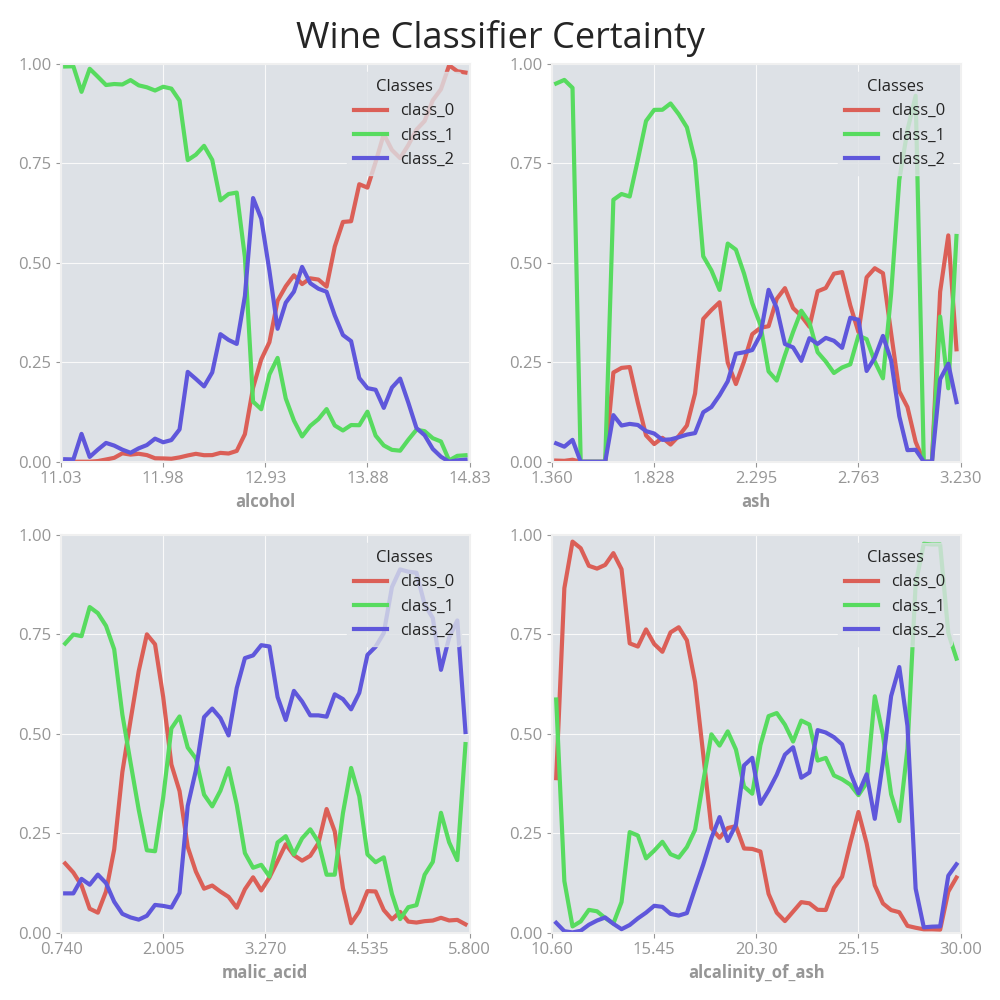 Wine Classifier Certainty
1.00
0.75
0.50
0.25
0.00
11.03 11.98 12.93 13.88 14.83
alcohol
Classes
class_0
class_1
class_2
1.00
0.75
0.50
0.25
0.00
1.360 1.828 2.295 2.763 3.230
ash
Classes
class_0
class_1
class_2
1.00
0.75
0.50
0.25
0.00
0.740 2.005 3.270 4.535 5.800
malic_acid
Classes
class_0
class_1
class_2
1.00
0.75
0.50
0.25
0.00
10.60 15.45 20.30 25.15 30.00
alcalinity_of_ash
Classes
class_0
class_1
class_2